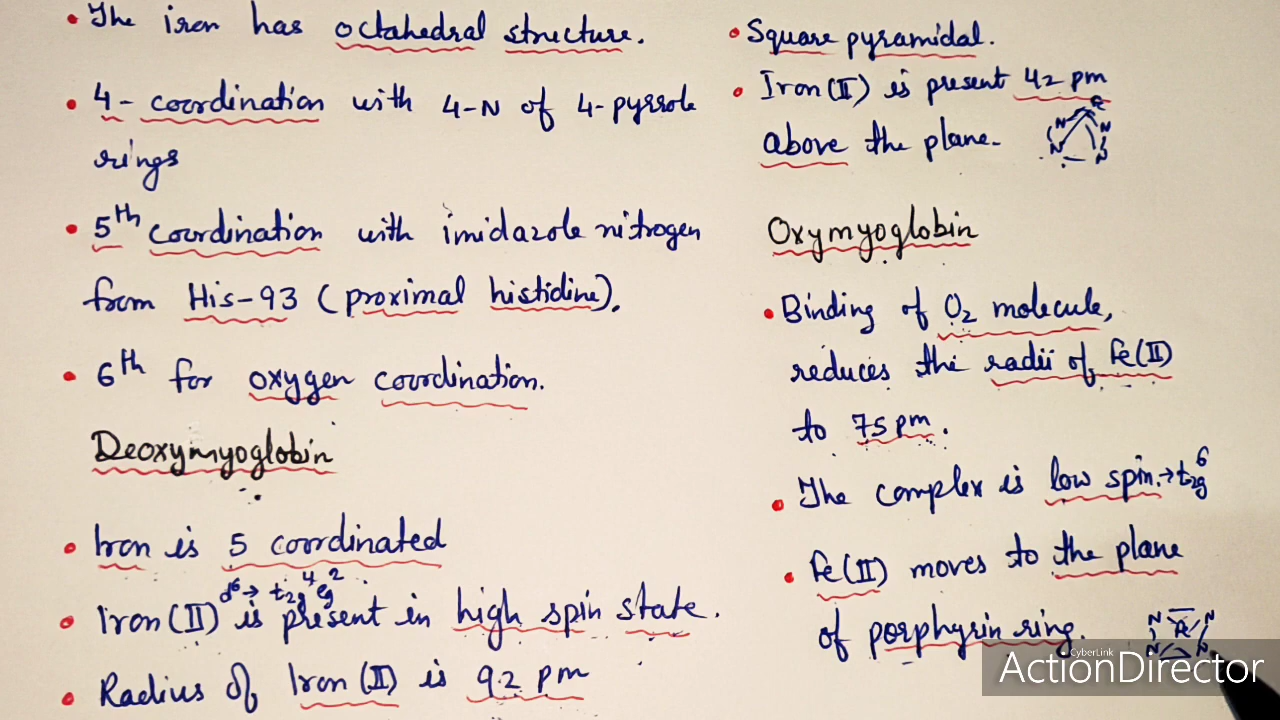 • The iron has octahedral structure.
• 4-coordination with 4-N of 4-pyrrole
rings
• 5th coordination with imidazole nitrogen
from His-93 (proximal histidine).
• 6th for oxygen coordination.
Deoxymyoglobin
• Iron is 5 coordinated
d6 → t2g4 eg2
• Iron(II) is present in high spin state.
• Radius of Iron(II) is 92 pm
• Square pyramidal.
• Iron(II) is present 42 pm
above the plane.
Fe
N N
N N
Oxymyoglobin
• Binding of O2 molecule,
reduces the radii of Fe(II)
to 75 pm.
• The complex is low spin. → t2g6
• Fe(II) moves to the plane
of porphyrin ring.
N N
Fe
N N
CyberLink
ActionDirector